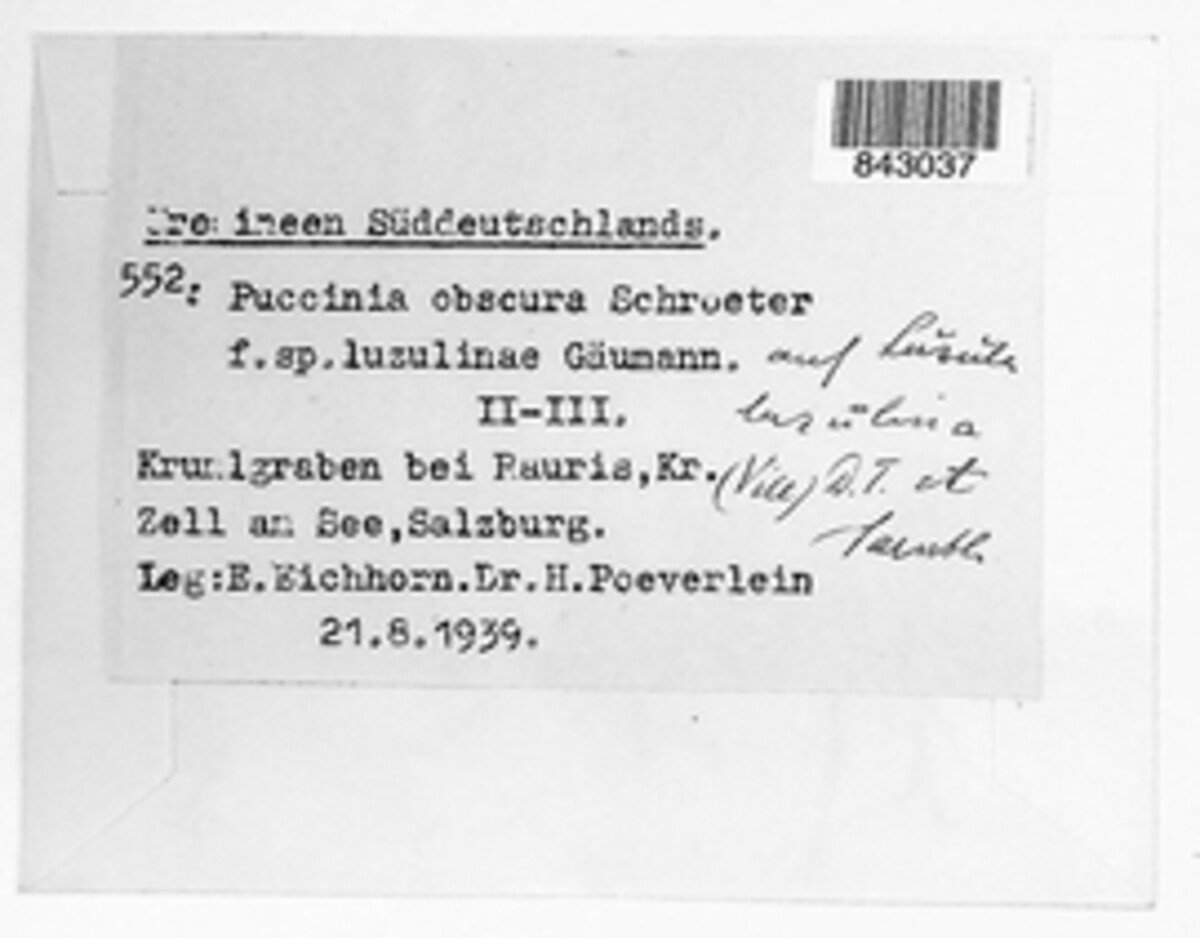 843037
Uredineen Süddeutschlands.
552: Puccinia obscura Schroeter
f.sp.luzulinae Gäumann. auf Luzula
II-III. luzulina
Krumlgraben bei Rauris,Kr. (Vill) D.T. et
Zell am See,Salzburg. Sarnth.
Leg:E.Eichhorn.Dr.H.Poeverlein
21.8.1939.